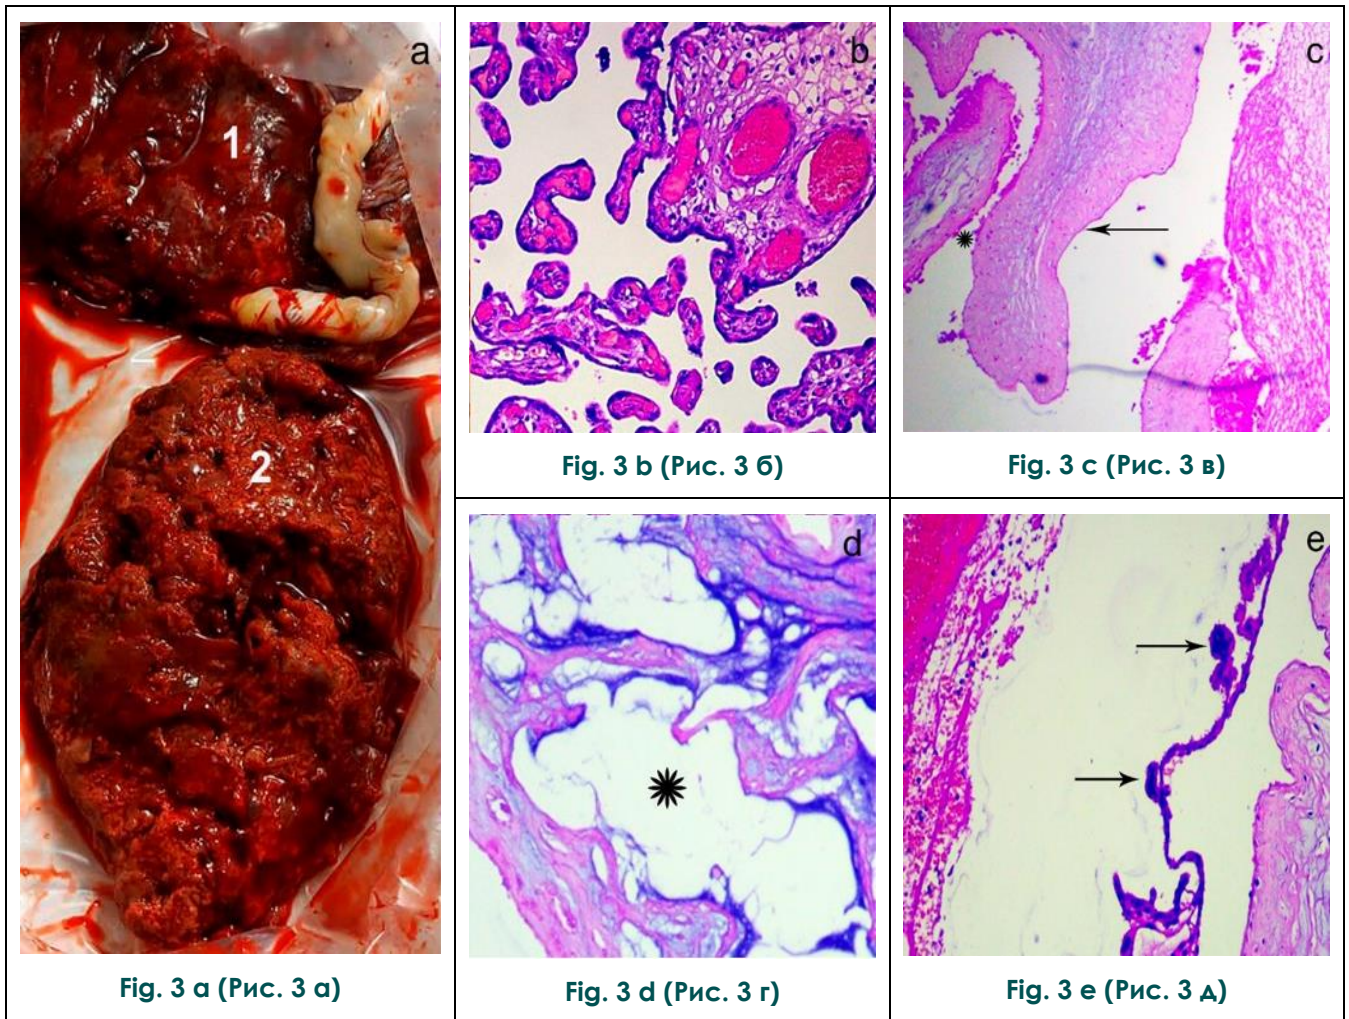 a
1
2
Fig. 3 a (Рис. 3 а)
b
Fig. 3 b (Рис. 3 б)
c
Fig. 3 c (Рис. 3 в)
d
Fig. 3 d (Рис. 3 г)
e
Fig. 3 e (Рис. 3 д)